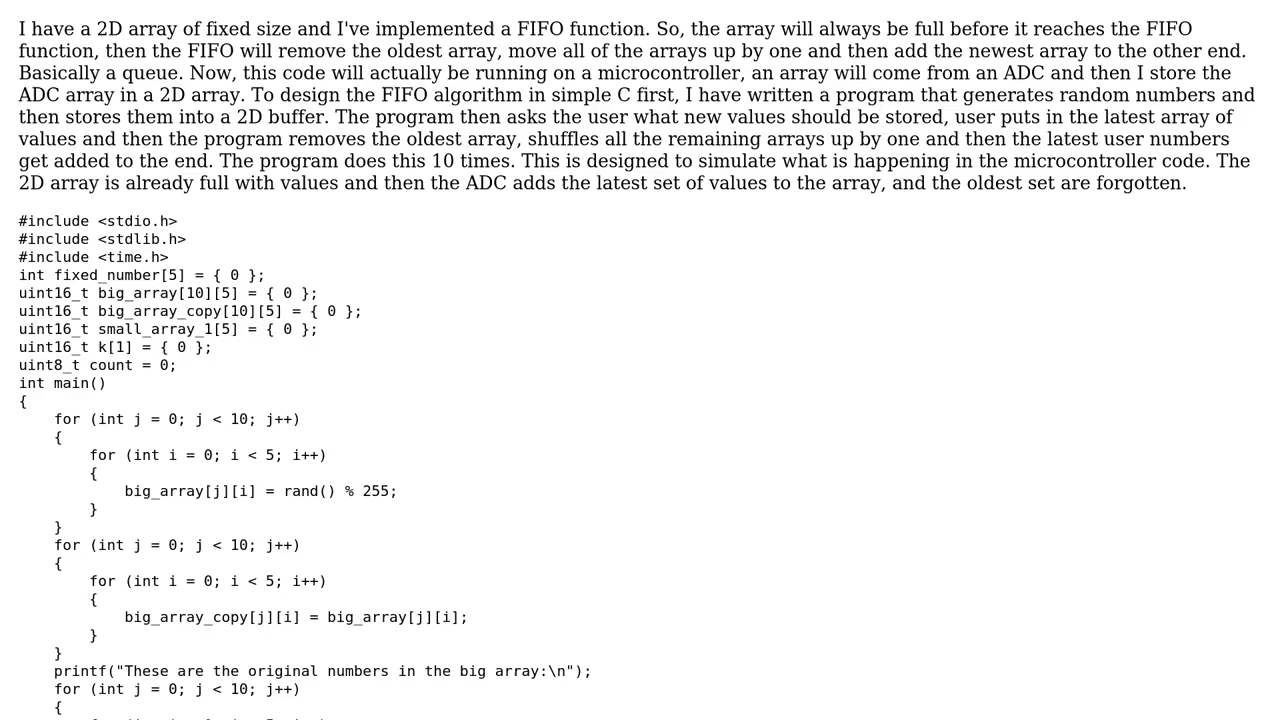 I have a 2D array of fixed size and I've implemented a FIFO function. So, the array will always be full before it reaches the FIFO
function, then the FIFO will remove the oldest array, move all of the arrays up by one and then add the newest array to the other end.
Basically a queue. Now, this code will actually be running on a microcontroller, an array will come from an ADC and then I store the
ADC array in a 2D array. To design the FIFO algorithm in simple C first, I have written a program that generates random numbers and
then stores them into a 2D buffer. The program then asks the user what new values should be stored, user puts in the latest array of
values and then the program removes the oldest array, shuffles all the remaining arrays up by one and then the latest user numbers
get added to the end. The program does this 10 times. This is designed to simulate what is happening in the microcontroller code. The
2D array is already full with values and then the ADC adds the latest set of values to the array, and the oldest set are forgotten.
#include <stdio.h>
#include <stdlib.h>
#include <time.h>
int fixed_number[5] = { 0 };
uint16_t big_array[10][5] = { 0 };
uint16_t big_array_copy[10][5] = { 0 };
uint16_t small_array_1[5] = { 0 };
uint16_t k[1] = { 0 };
uint8_t count = 0;
int main()
{
    for (int j = 0; j < 10; j++)
    {
        for (int i = 0; i < 5; i++)
        {
            big_array[j][i] = rand() % 255;
        }
    }
    for (int j = 0; j < 10; j++)
    {
        for (int i = 0; i < 5; i++)
        {
            big_array_copy[j][i] = big_array[j][i];
        }
    }
    printf("These are the original numbers in the big array:\n");
    for (int j = 0; j < 10; j++)
    {